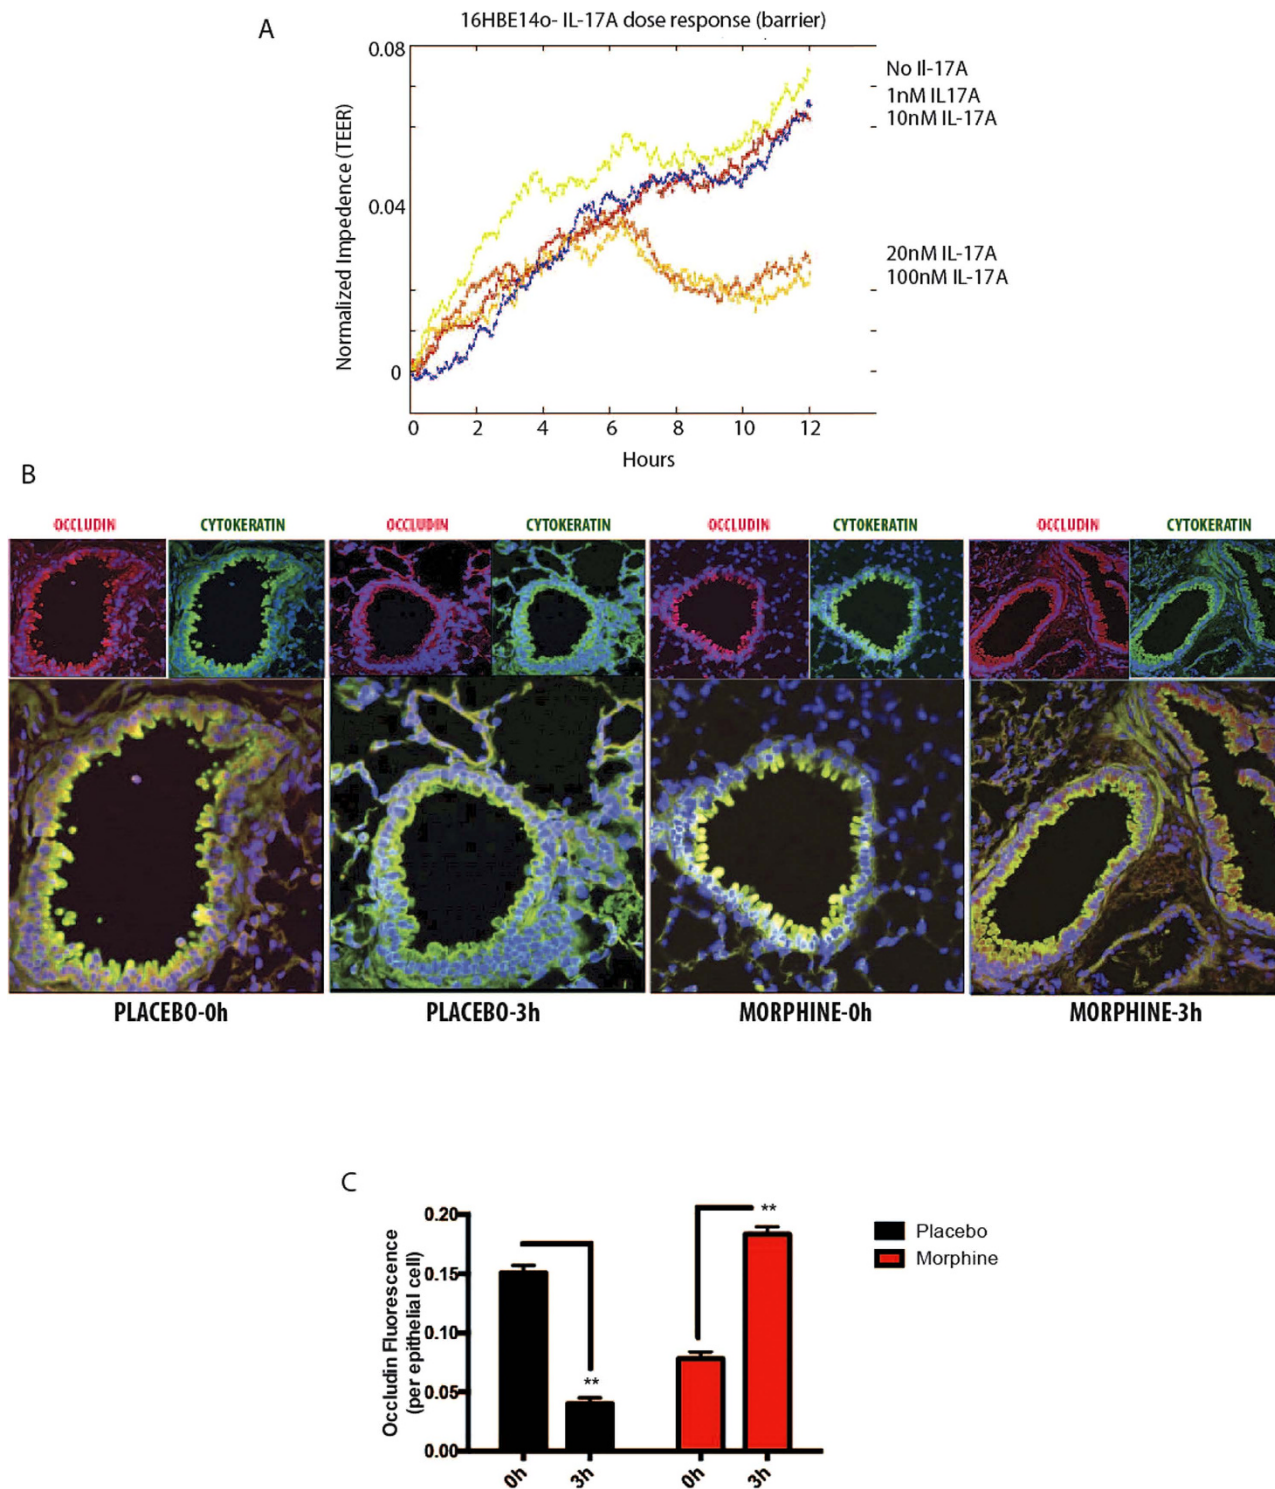 A
16HBE14o- IL-17A dose response (barrier)
0.08
0.04
0
Normalized Impedence (TEER)
No Il-17A
1nM IL17A
10nM IL-17A
20nM IL-17A
100nM IL-17A
0 2 4 6 8 10 12
Hours
B
OCCLUDIN CYTOKERATIN OCCLUDIN CYTOKERATIN OCCLUDIN CYTOKERATIN OCCLUDIN CYTOKERATIN
PLACEBO-0h PLACEBO-3h MORPHINE-0h MORPHINE-3h
C
Occludin Fluorescence
(per epithelial cell)
0.20
0.15
0.10
0.05
0.00
**
**
0h 3h 0h 3h
Placebo
Morphine